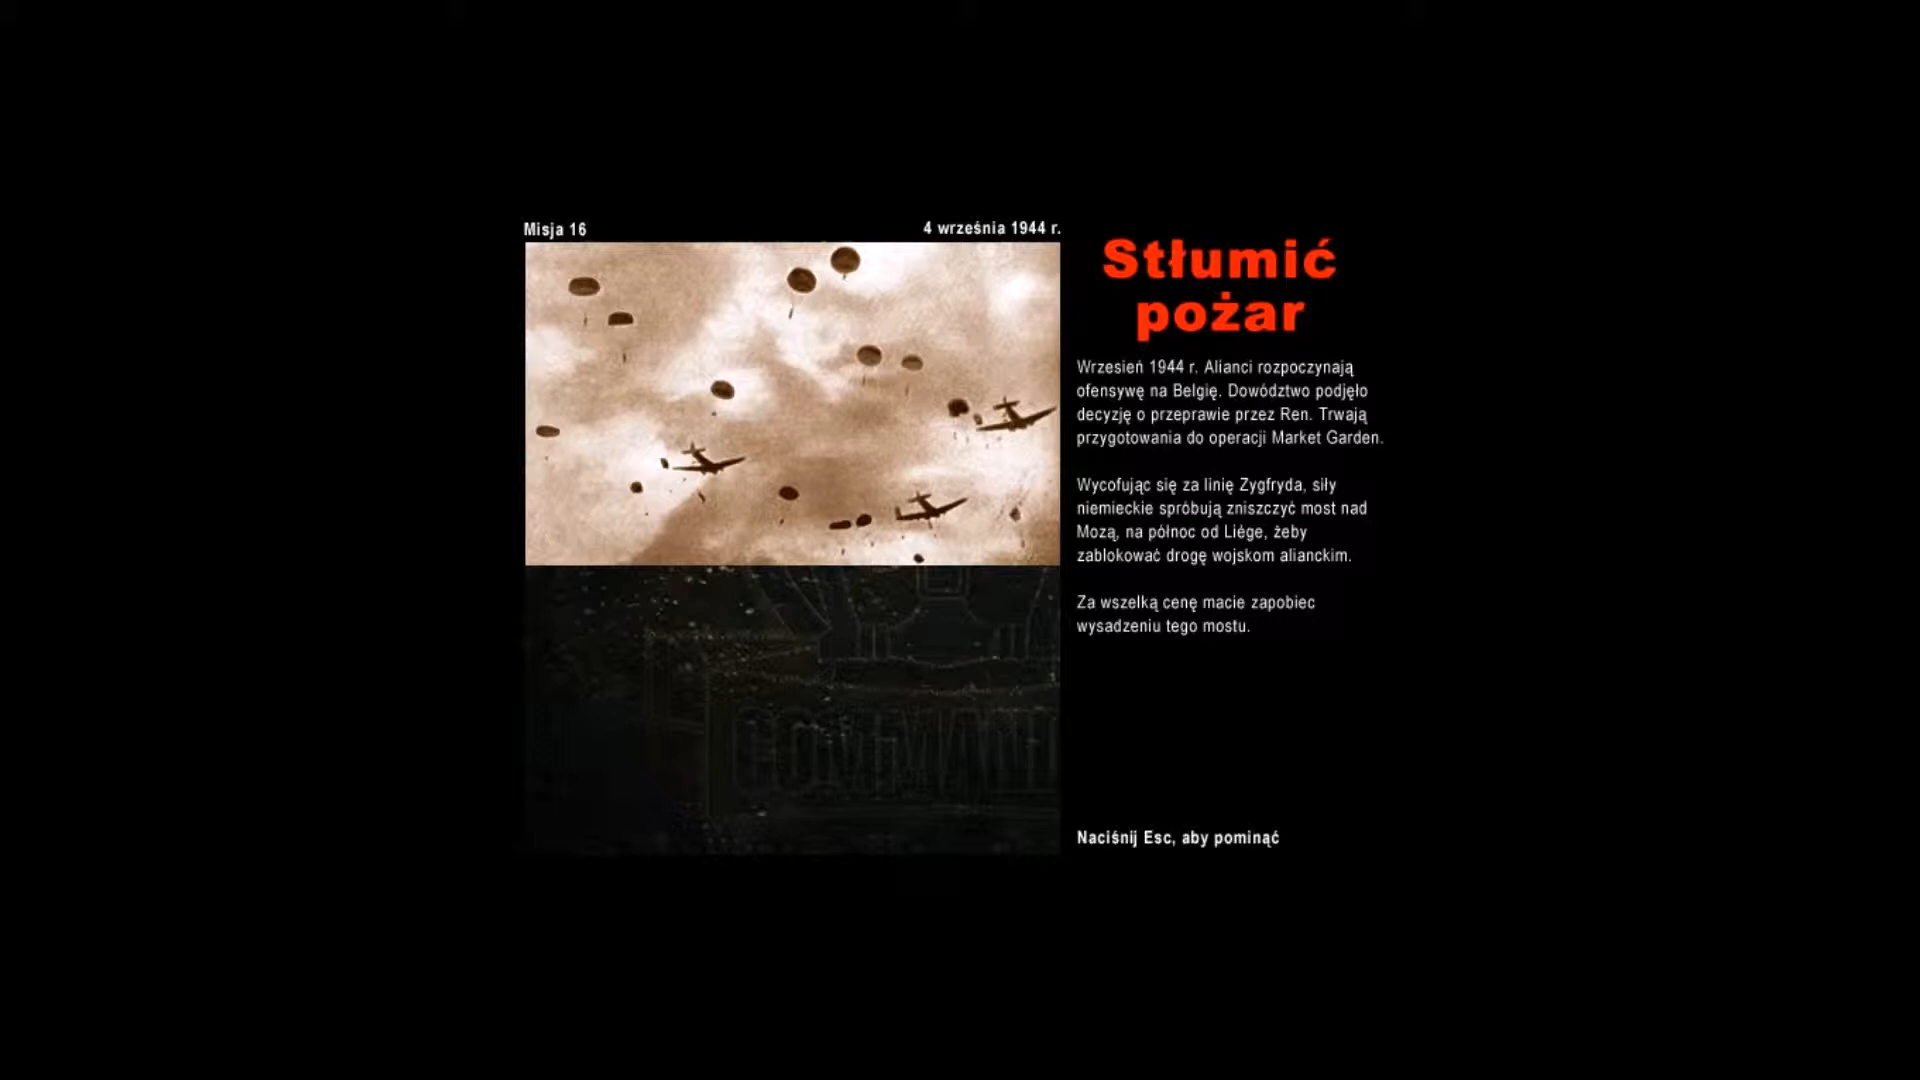 Misja 16
4 września 1944 r.
Stłumić
pożar
Wrzesień 1944 r. Alianci rozpoczynają
ofensywę na Belgię. Dowództwo podjęło
decyzję o przeprawie przez Ren. Trwają
przygotowania do operacji Market Garden.
Wycofując się za linię Zygfryda, siły
niemieckie spróbują zniszczyć most nad
Mozą, na północ od Liège, żeby
zablokować drogę wojskom alianckim.
Za wszelką cenę macie zapobiec
wysadzeniu tego mostu.
Naciśnij Esc, aby pominąć